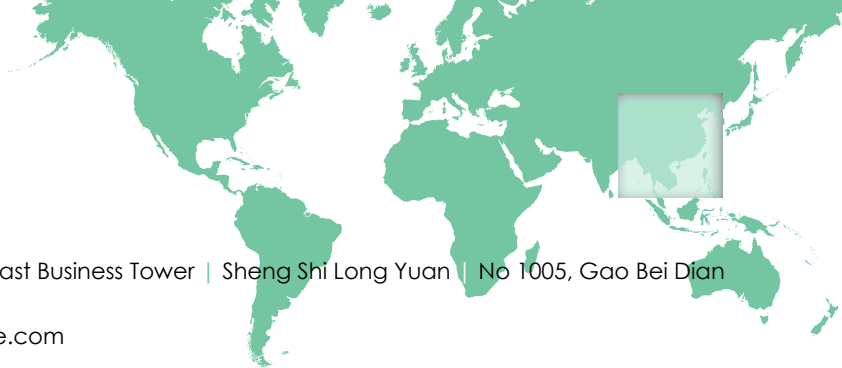 ast Business Tower | Sheng Shi Long Yuan | No 1005, Gao Bei Dian
e.com